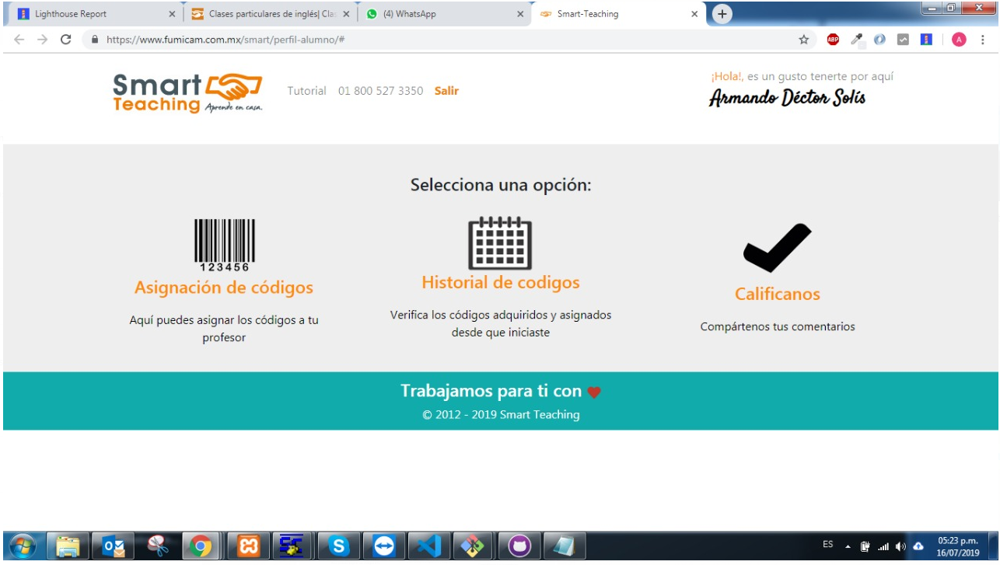 Lighthouse Report
Clases particulares de inglés| Cla
(4) WhatsApp
Smart-Teaching
https://www.fumicam.com.mx/smart/perfil-alumno/#
ABP
A
Smart
Teaching Aprende en casa.
Tutorial 01 800 527 3350 Salir
¡Hola!, es un gusto tenerte por aquí
Armando Déctor Solís
Selecciona una opción:
123456
Asignación de códigos
Aquí puedes asignar los códigos a tu
profesor
Historial de codigos
Verifica los códigos adquiridos y asignados
desde que iniciaste
Calificanos
Compártenos tus comentarios
Trabajamos para ti con
© 2012 - 2019 Smart Teaching
ES
05:23 p.m.
16/07/2019